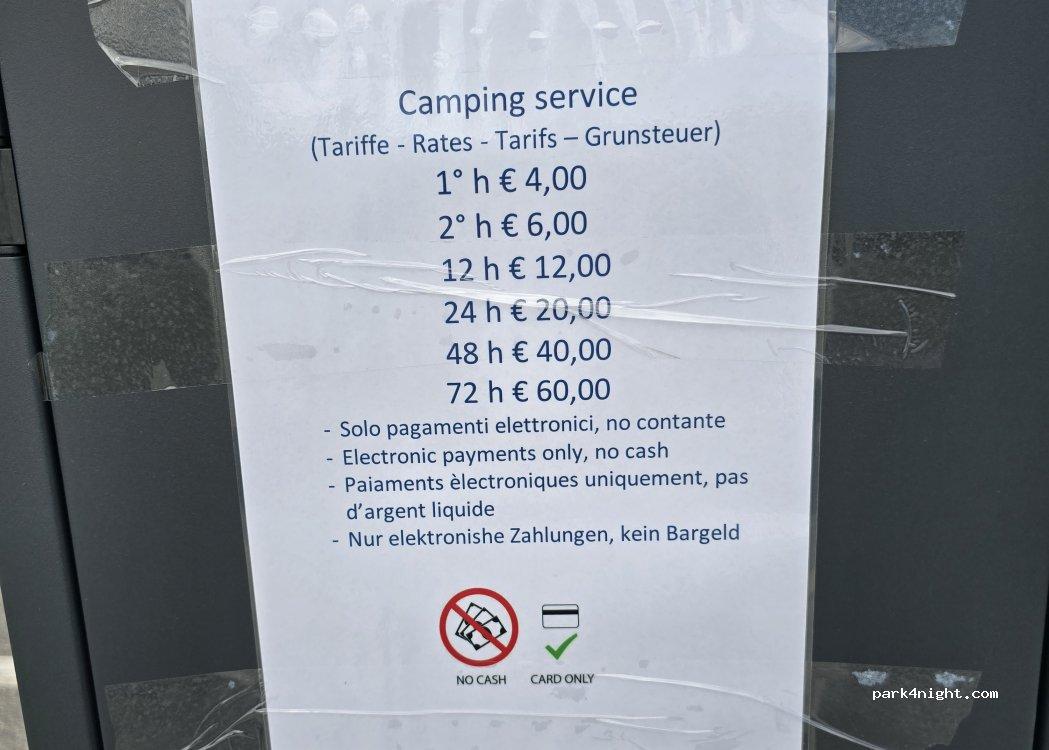 Camping service
(Tariffe - Rates - Tarifs – Grunsteuer)
1° h € 4,00
2° h € 6,00
12 h € 12,00
24 h € 20,00
48 h € 40,00
72 h € 60,00
- Solo pagamenti elettronici, no contante
- Electronic payments only, no cash
- Paiaments èlectroniques uniquement, pas
d’argent liquide
- Nur elektronishe Zahlungen, kein Bargeld
NO CASH CARD ONLY
park4night.com